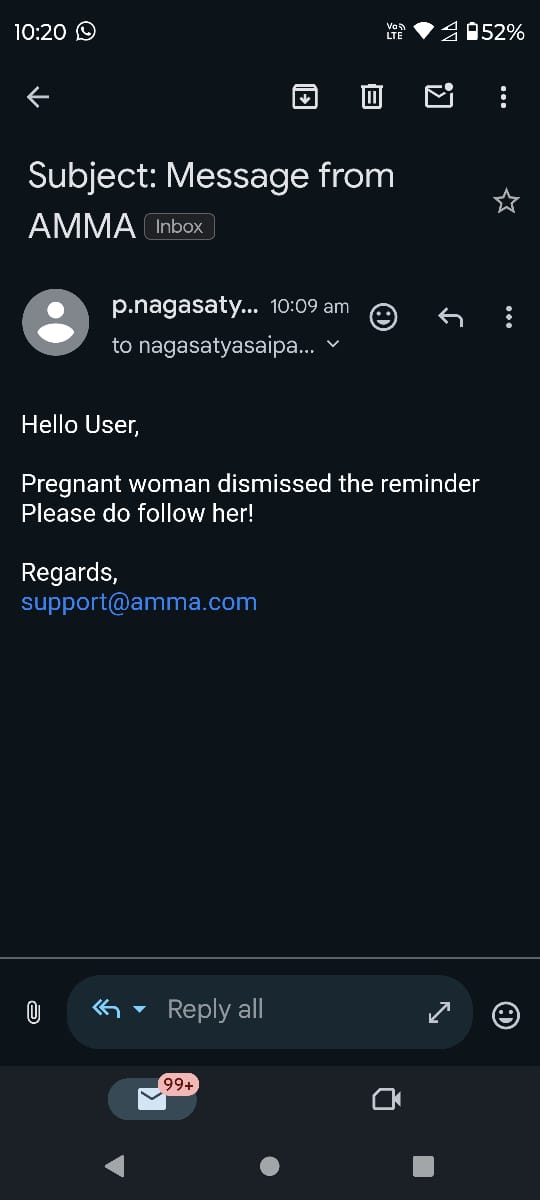 10:20 Vo LTE 52%
Subject: Message from
AMMA Inbox
p.nagasaty... 10:09 am
to nagasatyasaipa...
Hello User,
Pregnant woman dismissed the reminder
Please do follow her!
Regards,
support@amma.com
Reply all
99+